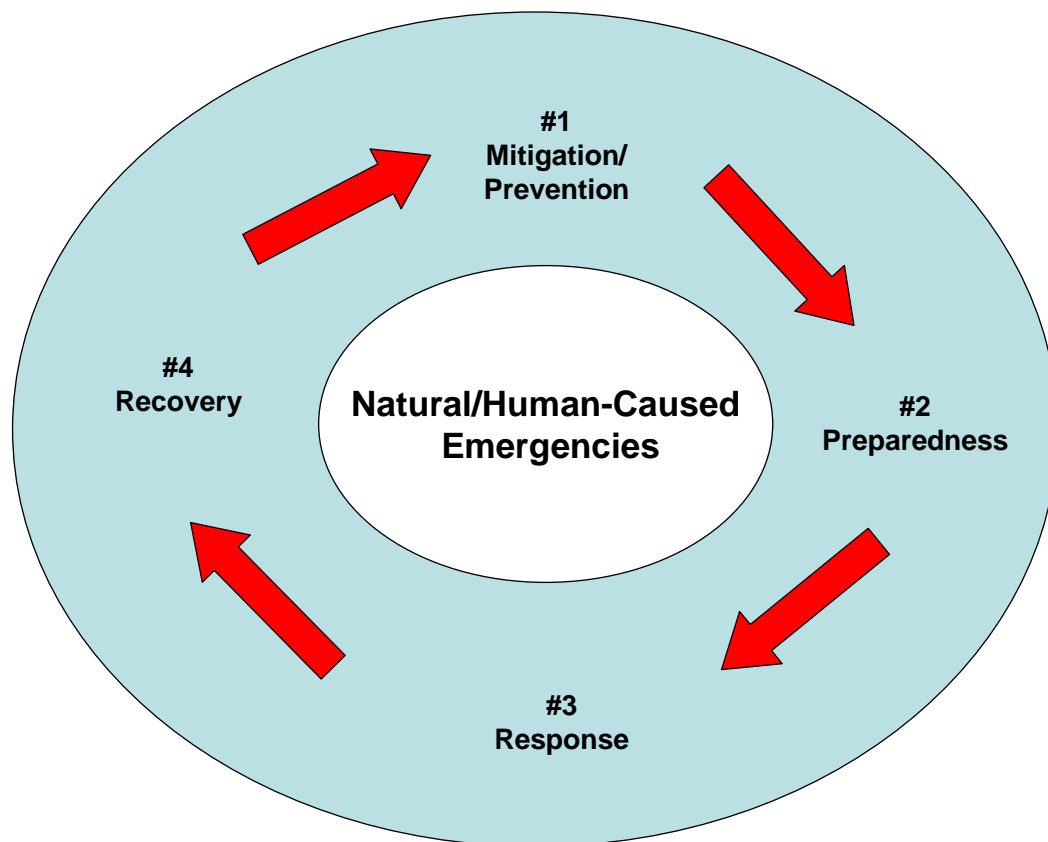 #1
Mitigation/
Prevention
#2
Preparedness
#3
Response
#4
Recovery
Natural/Human-Caused
Emergencies